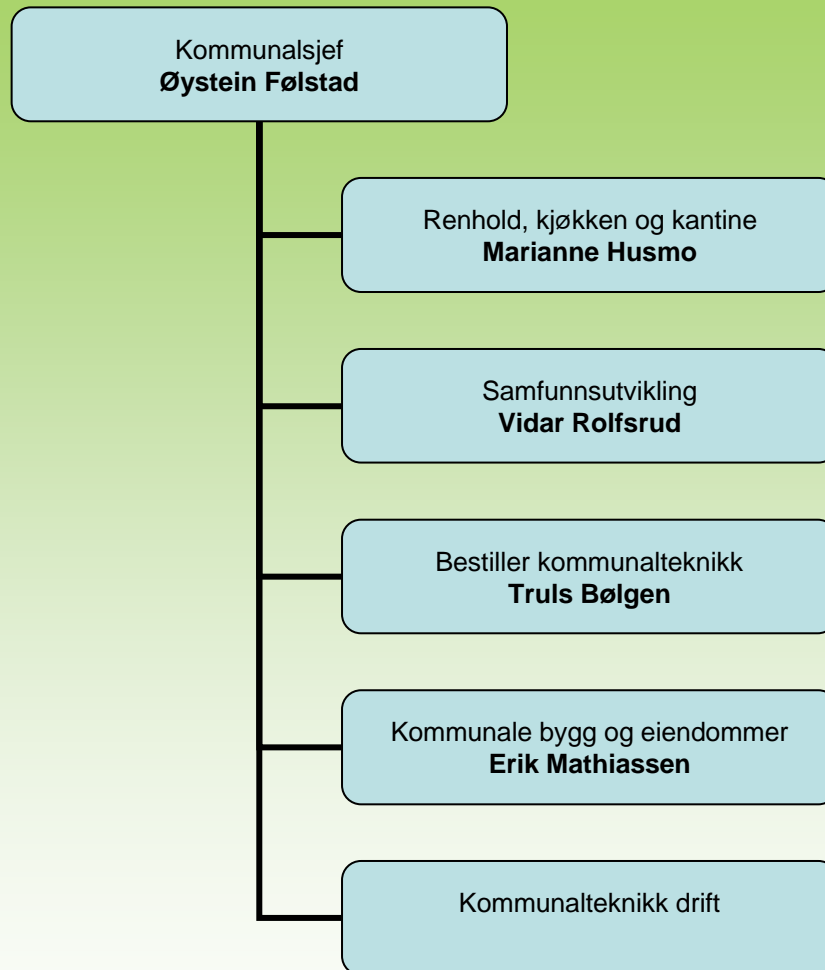 Kommunalsjef
Øystein Følstad
Renhold, kjøkken og kantine
Marianne Husmo
Samfunnsutvikling
Vidar Rolfsrud
Bestiller kommunalteknikk
Truls Bølgen
Kommunale bygg og eiendommer
Erik Mathiassen
Kommunalteknikk drift